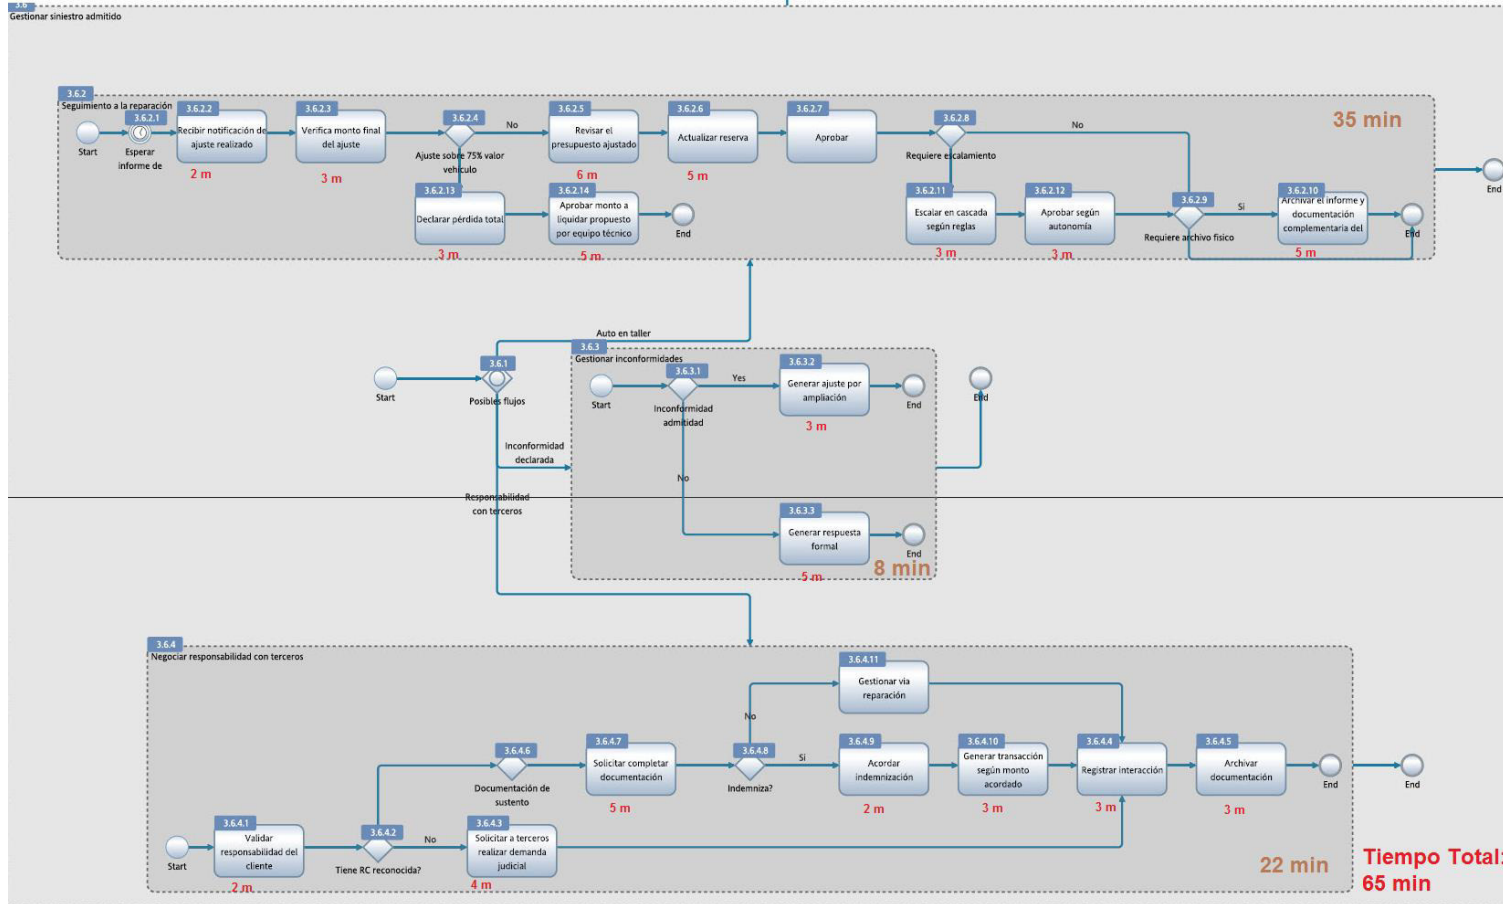 3.6
Gestionar siniestro admitido
3.6.2
Seguimiento a la reparación
35 min
Start
3.6.2.1
Esperar
informe de
3.6.2.2
Recibir notificación de
ajuste realizado
2 m
3.6.2.3
Verifica monto final
del ajuste
3 m
3.6.2.4
Ajuste sobre 75% valor
vehículo
No
3.6.2.5
Revisar el
presupuesto ajustado
6 m
3.6.2.6
Actualizar reserva
5 m
3.6.2.7
Aprobar
3.6.2.8
Requiere escalamiento
No
3.6.2.13
Declarar pérdida total
3 m
3.6.2.14
Aprobar monto a
liquidar propuesto
por equipo técnico
5 m
End
3.6.2.11
Escalar en cascada
según reglas
3 m
3.6.2.12
Aprobar según
autonomía
3 m
3.6.2.9
Requiere archivo fisico
Si
3.6.2.10
Archivar el informe y
documentación
complementaria del
5 m
End
End
Start
3.6.1
Posibles flujos
Auto en taller
Inconformidad
declarada
Responsabilidad
con terceros
3.6.3
Gestionar inconformidades
Start
3.6.3.1
Inconformidad
admitidad
Yes
3.6.3.2
Generar ajuste por
ampliación
3 m
End
No
3.6.3.3
Generar respuesta
formal
5 m
End
8 min
End
3.6.4
Negociar responsabilidad con terceros
Start
3.6.4.1
Validar
responsabilidad del
cliente
2 m
3.6.4.2
Tiene RC reconocida?
No
3.6.4.3
Solicitar a terceros
realizar demanda
judicial
4 m
3.6.4.6
Documentación de
sustento
3.6.4.7
Solicitar completar
documentación
5 m
3.6.4.8
Indemniza?
No
3.6.4.11
Gestionar via
reparación
Si
3.6.4.9
Acordar
indemnización
2 m
3.6.4.10
Generar transacción
según monto
acordado
3 m
3.6.4.4
Registrar interacción
3 m
3.6.4.5
Archivar
documentación
3 m
End
End
22 min
Tiempo Total:
65 min